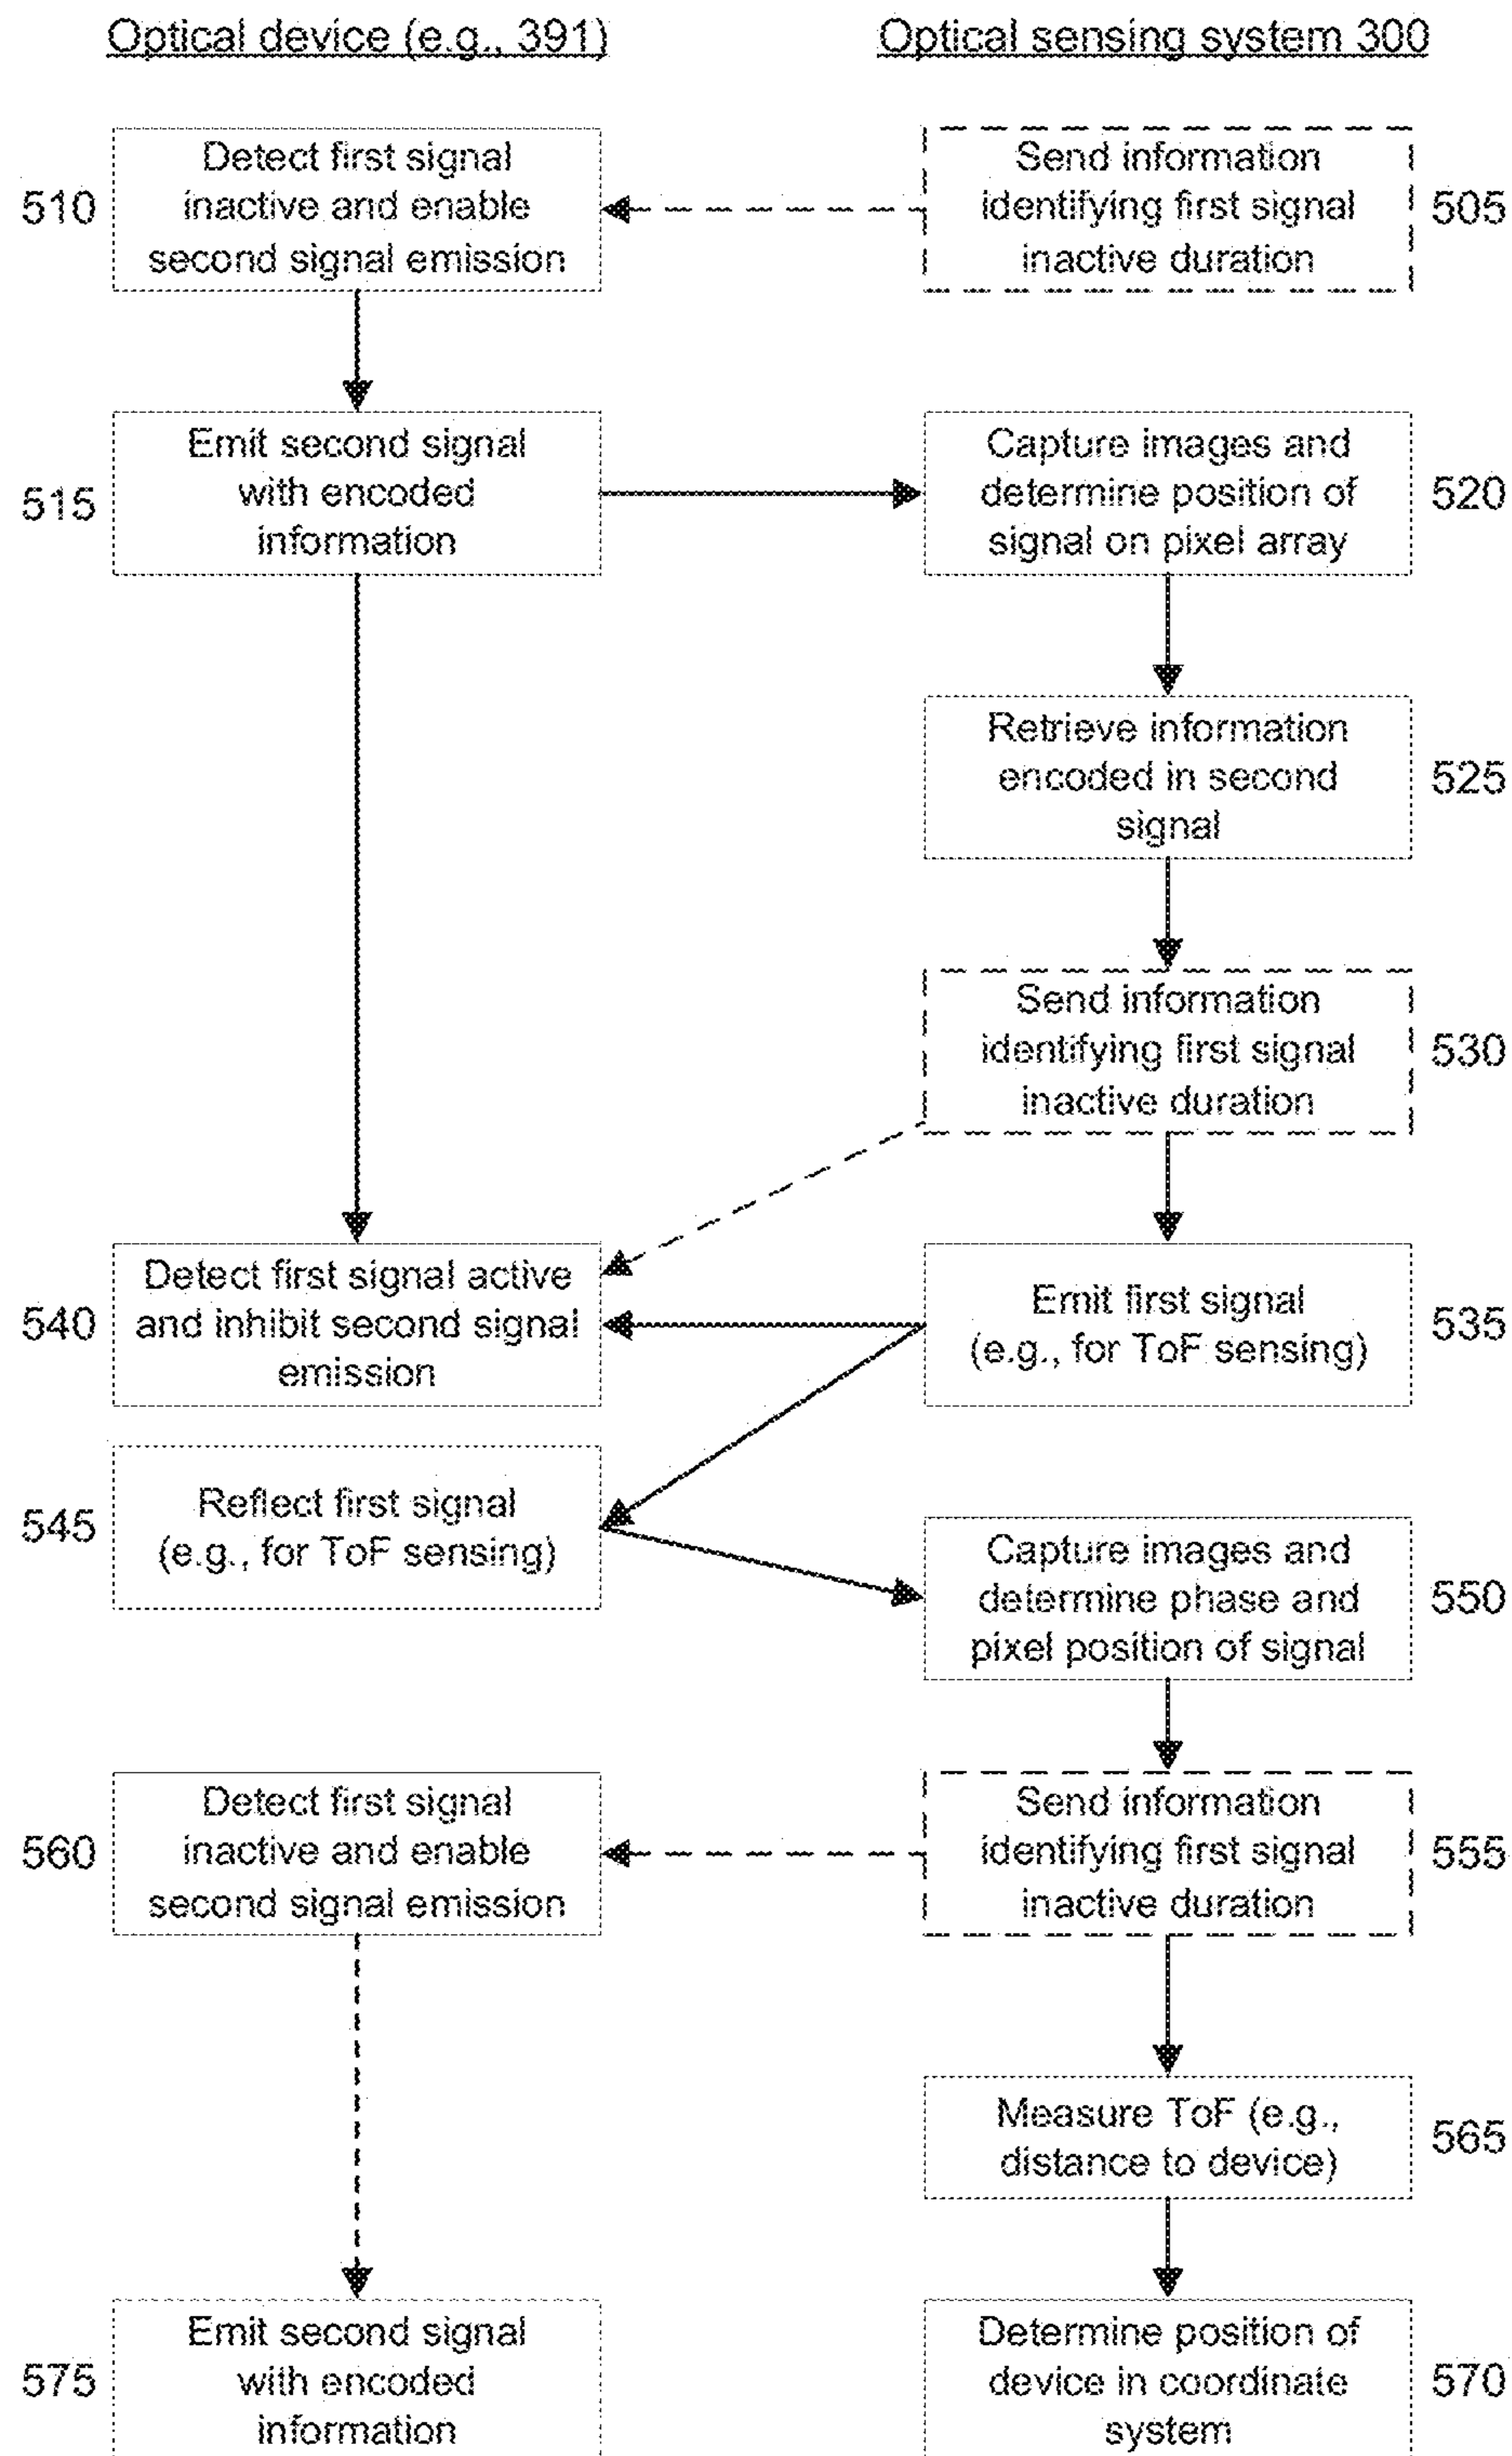 Optical device (e.g., 391)
Optical sensing system 300
510
Detect first signal
inactive and enable
second signal emission
Send information
identifying first signal
inactive duration
505
515
Emit second signal
with encoded
information
Capture images and
determine position of
signal on pixel array
520
Retrieve information
encoded in second
signal
525
Send information
identifying first signal
inactive duration
530
540
Detect first signal active
and inhibit second signal
emission
Emit first signal
(e.g., for ToF sensing)
535
545
Reflect first signal
(e.g., for ToF sensing)
Capture images and
determine phase and
pixel position of signal
550
560
Detect first signal
inactive and enable
second signal emission
Send information
identifying first signal
inactive duration
555
Measure ToF (e.g.,
distance to device)
565
575
Emit second signal
with encoded
information
Determine position of
device in coordinate
system
570